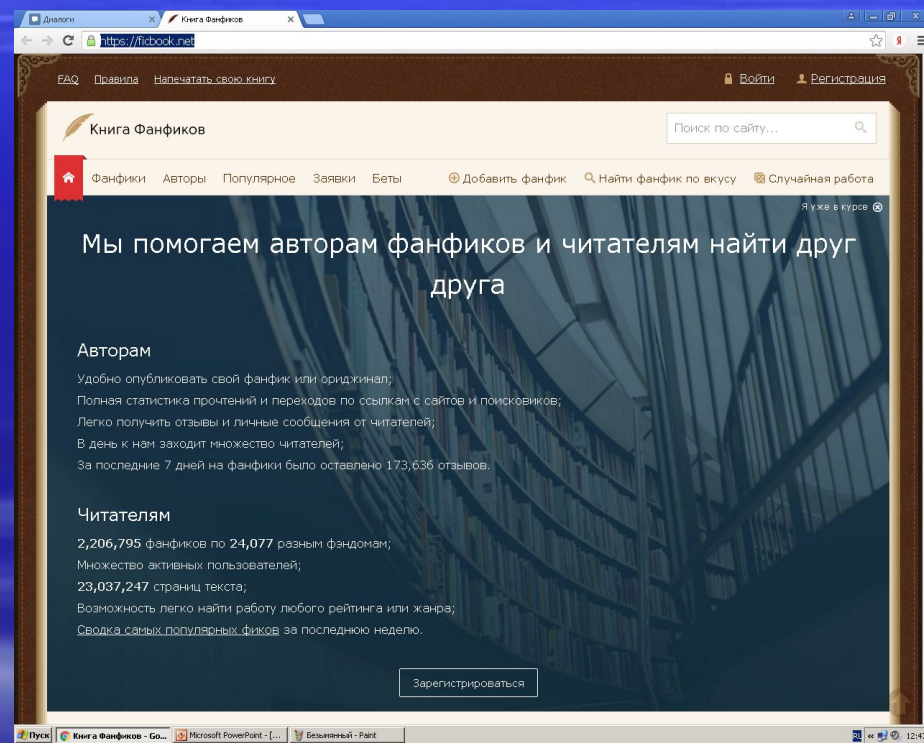 Диалоги
Книга Фанфиков
https://ficbook.net
FAQ Правила Напечатать свою книгу Войти Регистрация
Книга Фанфиков Поиск по сайту...
Фанфики Авторы Популярное Заявки Беты Добавить фанфик Найти фанфик по вкусу Случайная работа
Я уже в курсе
Мы помогаем авторам фанфиков и читателям найти друг
друга
Авторам
Удобно опубликовать свой фанфик или ориджинал;
Полная статистика прочтений и переходов по ссылкам с сайтов и поисковиков;
Легко получить отзывы и личные сообщения от читателей;
В день к нам заходит множество читателей;
За последние 7 дней на фанфики было оставлено 173,636 отзывов.
Читателям
2,206,795 фанфиков по 24,077 разным фэндомам;
Множество активных пользователей;
23,037,247 страниц текста;
Возможность легко найти работу любого рейтинга или жанра;
Сводка самых популярных фиков за последнюю неделю.
Зарегистрироваться
Пуск Книга Фанфиков - Go... Microsoft PowerPoint - [... Безымянный - Paint RU